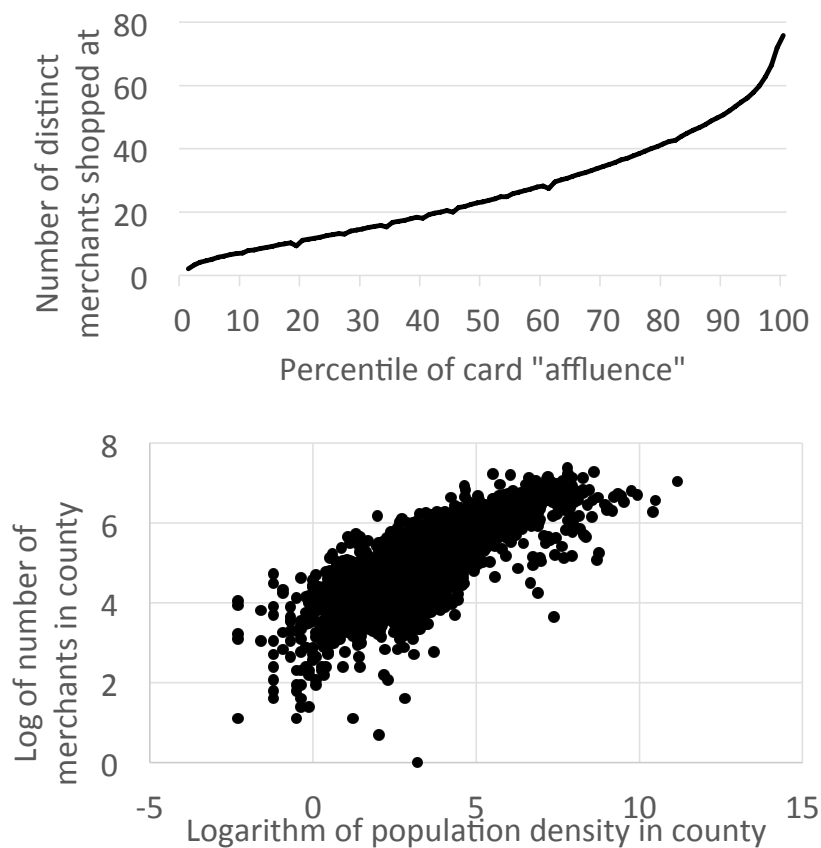 Number of distinct
merchants shopped at
80
60
40
20
0
0 10 20 30 40 50 60 70 80 90 100
Percentile of card "affluence"
Log of number of
merchants in county
8
6
4
2
0
-5 0 5 10 15
Logarithm of population density in county